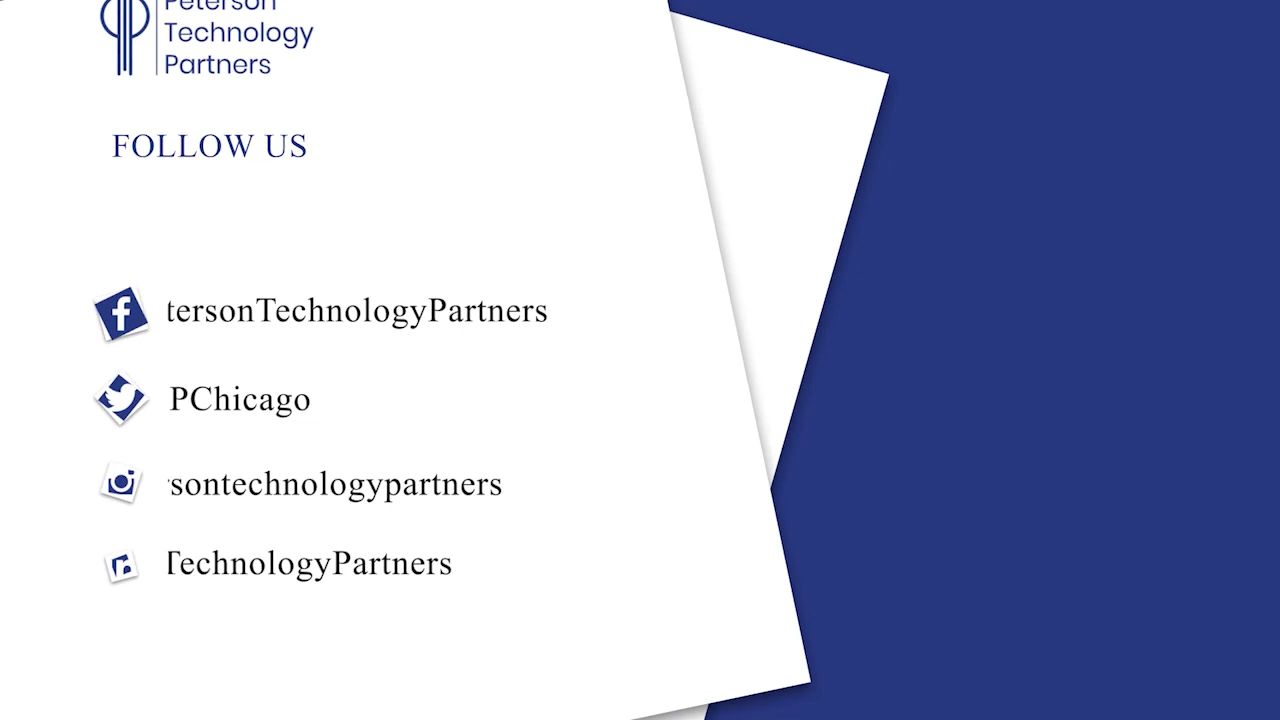 Peterson
Technology
Partners
FOLLOW US
tersonTechnologyPartners
PChicago
sontechnologypartners
TechnologyPartners